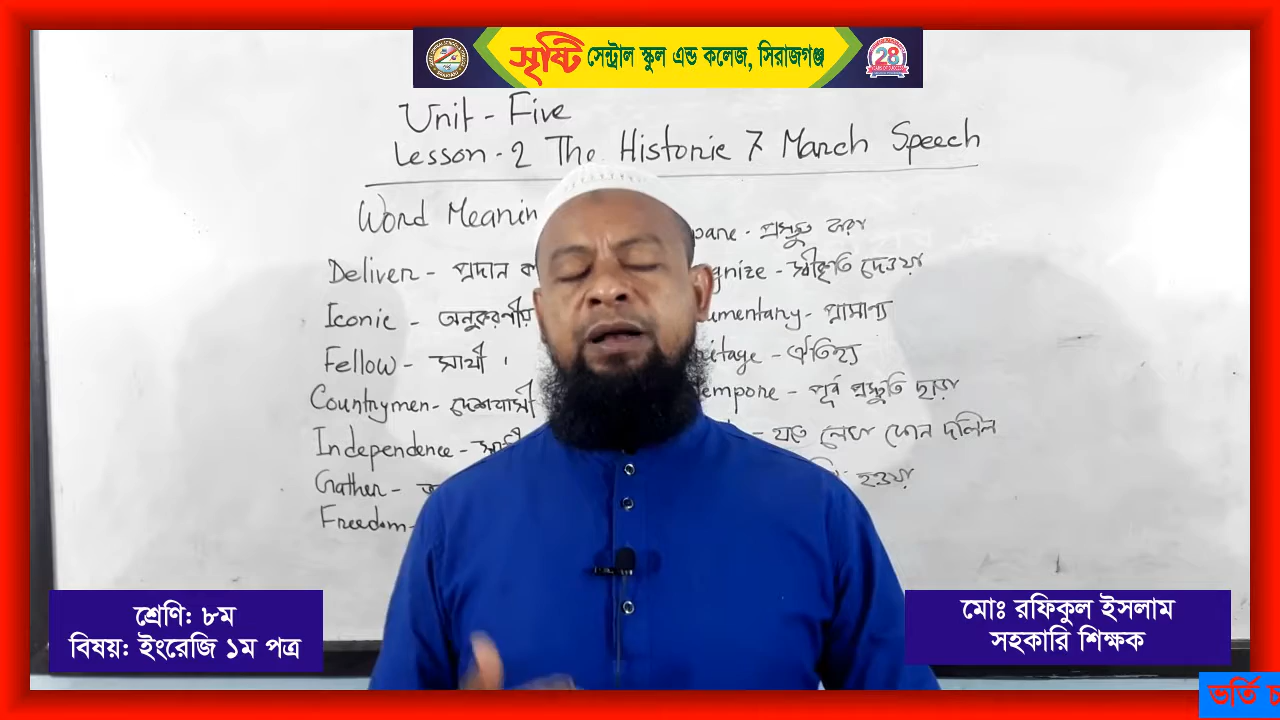 সৃষ্টি সেন্ট্রাল স্কুল এন্ড কলেজ, সিরাজগঞ্জ
28
Unit - Five
Lesson - 2 The Historic 7 March Speech
Word Meanin
Deliver - প্রদান ক
Iconic - অনুকরণীয়
Fellow - সাথী ।
Countrymen - দেশবাসী
Independence -
Gather -
Freedom -
pare - প্রস্তুত করা
gnize - স্বীকৃতি দেওয়া
umentary - প্রামাণ্য
ritage - ঐতিহ্য
tempore - পূর্ব প্রস্তুতি ছাড়া
- যতে লেখা কোন দলিল
হওয়া
শ্রেণি: ৮ম
বিষয়: ইংরেজি ১ম পত্র
মোঃ রফিকুল ইসলাম
সহকারি শিক্ষক
ভর্তি চ